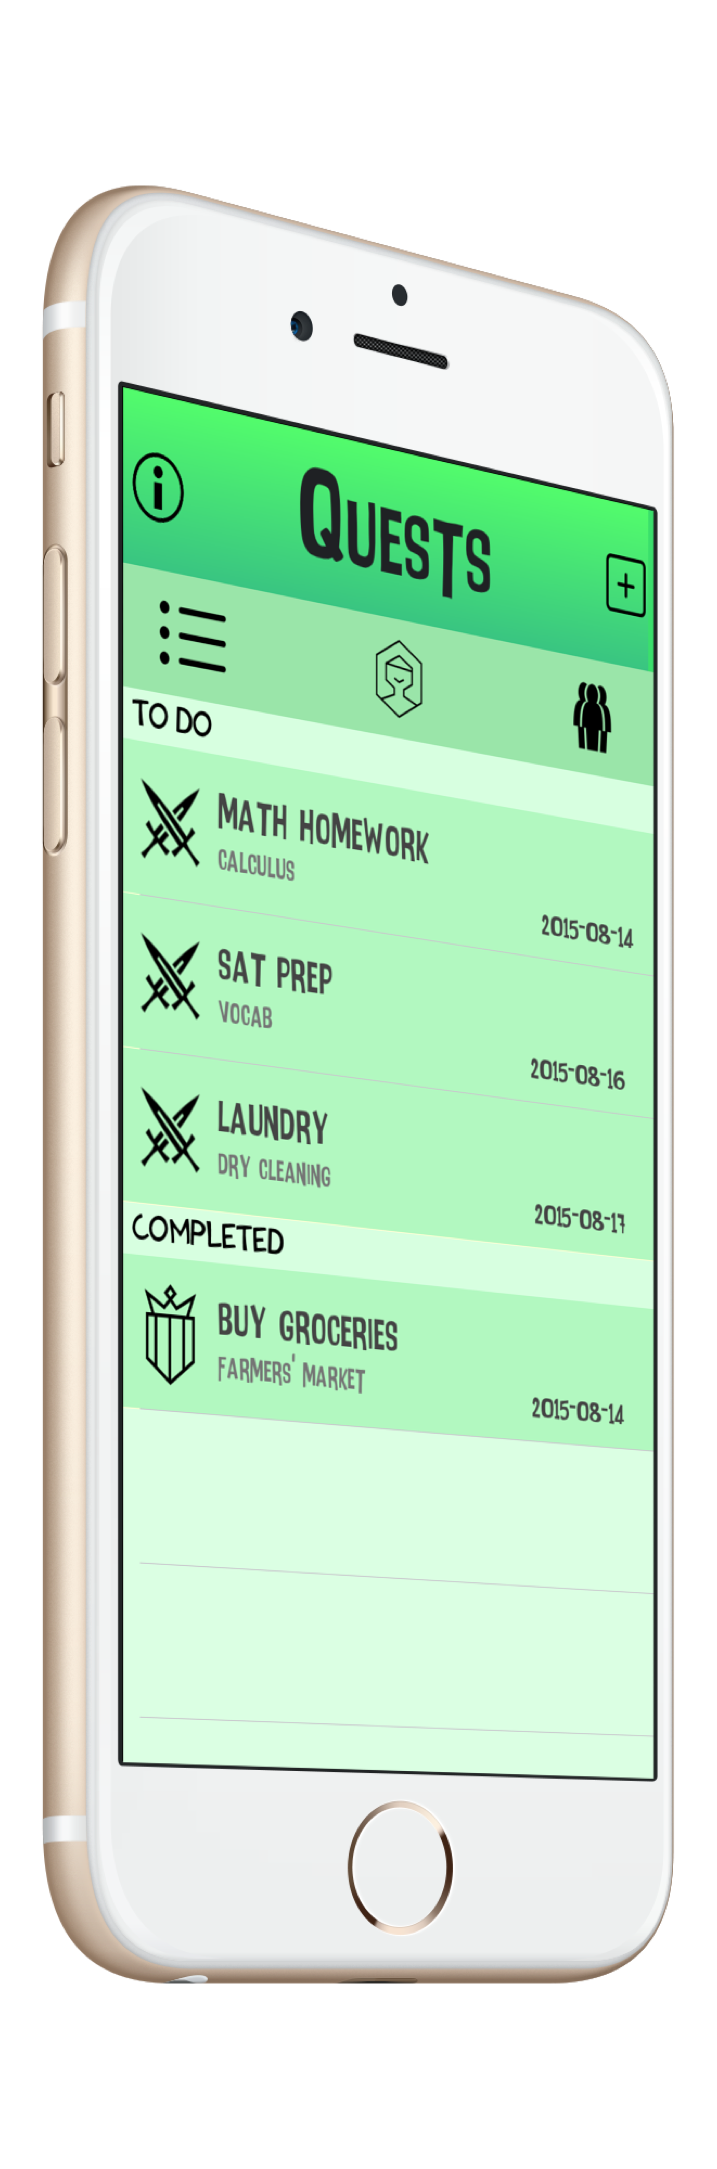 Quests
TO DO
MATH HOMEWORK
CALCULUS
2015-08-14
SAT PREP
VOCAB
2015-08-16
LAUNDRY
DRY CLEANING
2015-08-17
COMPLETED
BUY GROCERIES
FARMERS' MARKET
2015-08-14